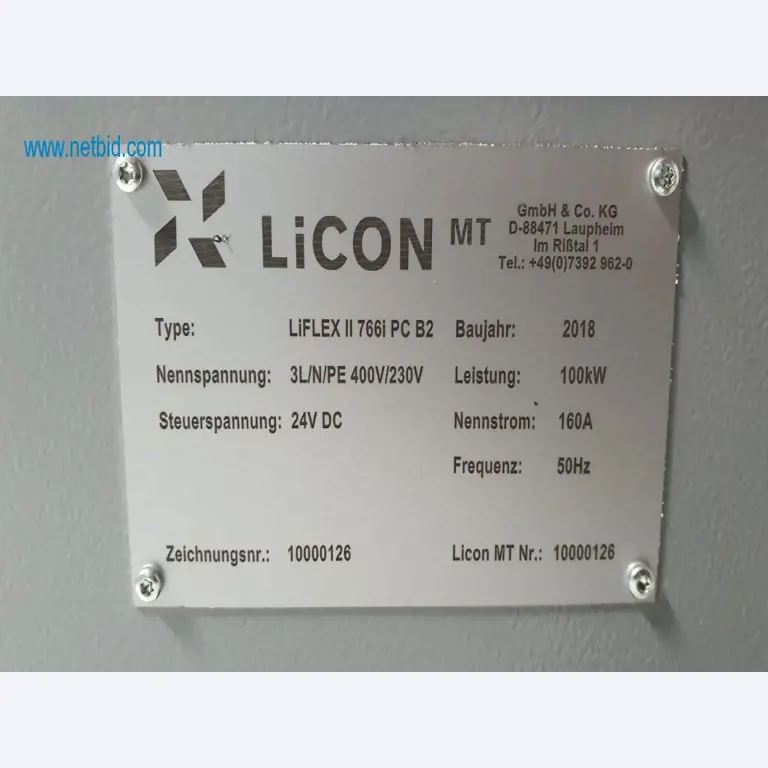 www.netbid.com
LiCON MT
GmbH & Co. KG
D-88471 Laupheim
Im Rißtal 1
Tel.: +49(0)7392 962-0
Type: LiFLEX II 766i PC B2 Baujahr: 2018
Nennspannung: 3L/N/PE 400V/230V Leistung: 100kW
Steuerspannung: 24V DC Nennstrom: 160A
Frequenz: 50Hz
Zeichnungsnr.: 10000126 Licon MT Nr.: 10000126